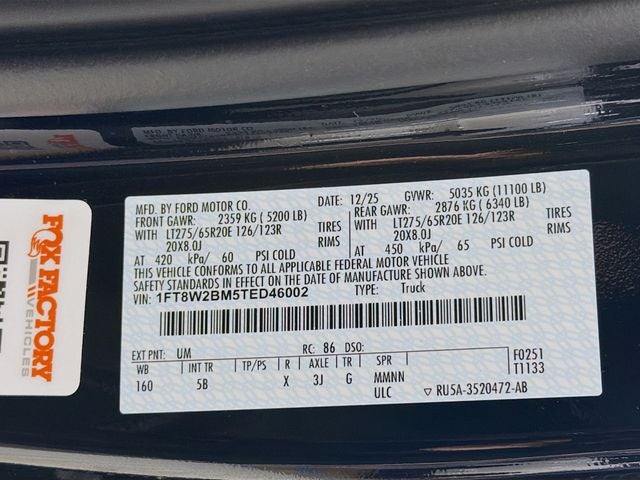 MFD. BY FORD MOTOR CO.
FOX FACTORY
VEHICLES
MFD. BY FORD MOTOR CO. DATE: 12/25 GVWR: 5035 KG (11100 LB)
FRONT GAWR: 2359 KG ( 5200 LB) REAR GAWR: 2876 KG ( 6340 LB)
WITH LT275/65R20E 126/123R TIRES WITH LT275/65R20E 126/123R TIRES
20X8.0J RIMS 20X8.0J RIMS
AT 420 kPa/ 60 PSI COLD AT 450 kPa/ 65 PSI COLD
THIS VEHICLE CONFORMS TO ALL APPLICABLE FEDERAL MOTOR VEHICLE
SAFETY STANDARDS IN EFFECT ON THE DATE OF MANUFACTURE SHOWN ABOVE.
VIN: 1FT8W2BM5TED46002 TYPE: Truck
EXT PNT: UM RC: 86 DSO: F0251
WB INT TR TP/PS R AXLE TR SPR T1133
160 5B X 3J G MMNN
ULC ▽ RU5A-3520472-AB